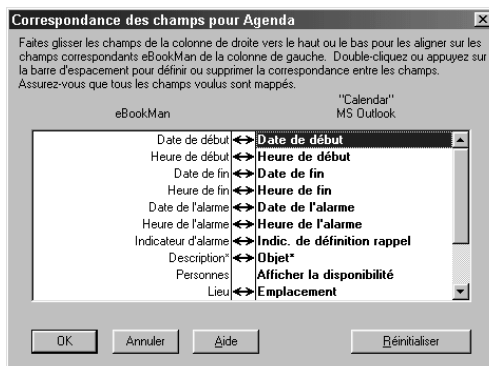 Correspondance des champs pour Agenda
Faites glisser les champs de la colonne de droite vers le haut ou le bas pour les aligner sur les
champs correspondants eBookMan de la colonne de gauche. Double-cliquez ou appuyez sur
la barre d'espacement pour définir ou supprimer la correspondance entre les champs.
Assurez-vous que tous les champs voulus sont mappés.
"Calendar"
eBookMan MS Outlook
Date de début Date de début
Heure de début Heure de début
Date de fin Date de fin
Heure de fin Heure de fin
Date de l'alarme Date de l'alarme
Heure de l'alarme Heure de l'alarme
Indicateur d'alarme Indic. de définition rappel
Description* Objet*
Personnes Afficher la disponibilité
Lieu Emplacement
OK Annuler Aide Réinitialiser